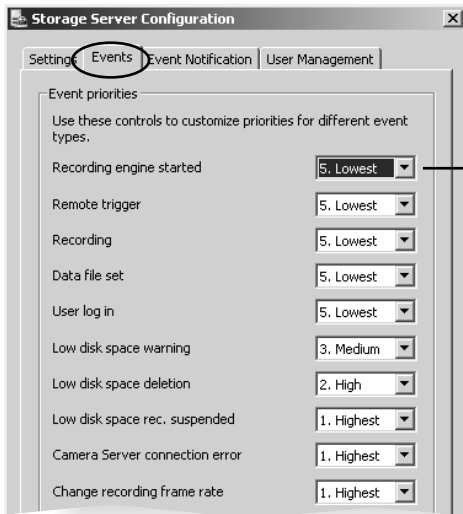 Storage Server Configuration
Settings Events Event Notification User Management
Event priorities
Use these controls to customize priorities for different event
types.
Recording engine started 5. Lowest
Remote trigger 5. Lowest
Recording 5. Lowest
Data file set 5. Lowest
User log in 5. Lowest
Low disk space warning 3. Medium
Low disk space deletion 2. High
Low disk space rec. suspended 1. Highest
Camera Server connection error 1. Highest
Change recording frame rate 1. Highest